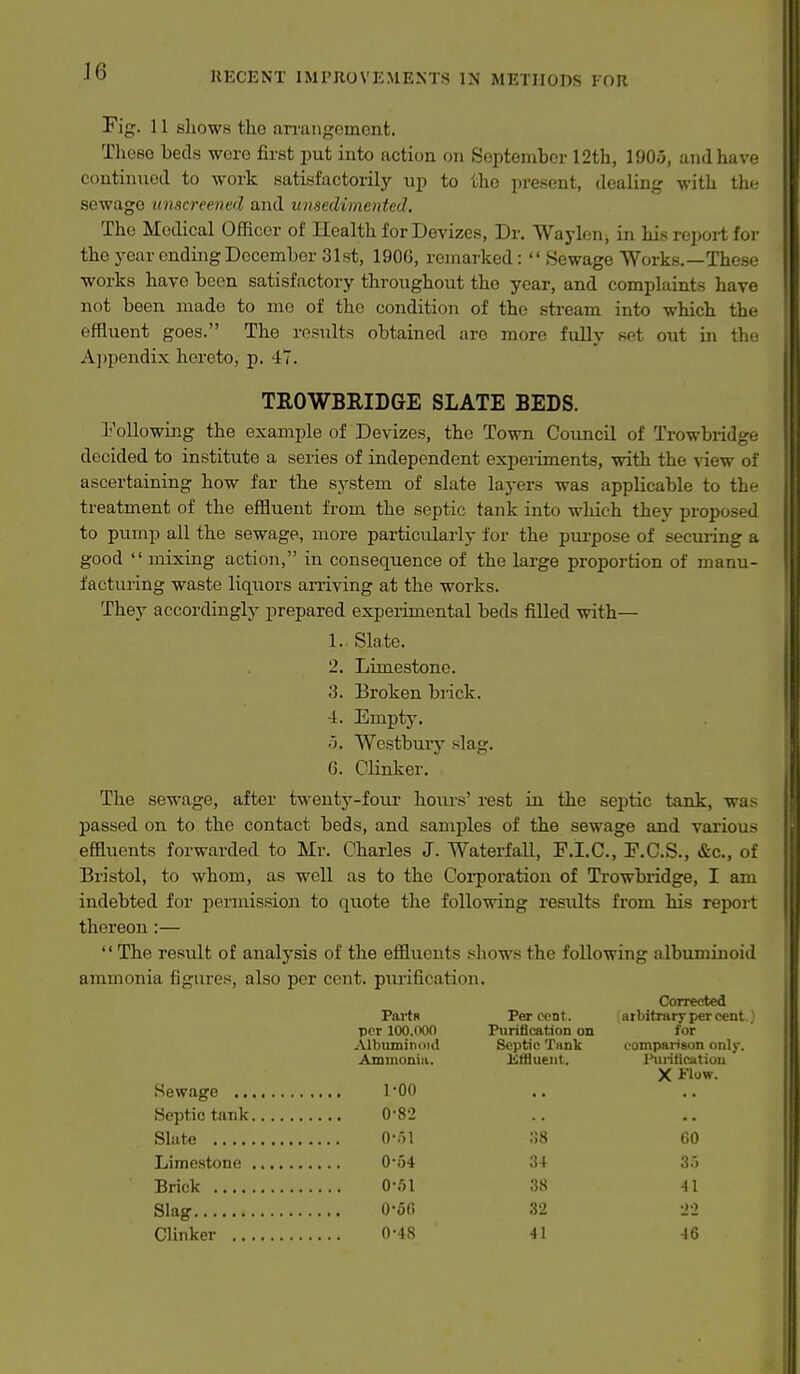 16
RECENT IMPROVEMENTS IN METHODS FOR
Fig. 11 shows the arrangement.
These beds were first put into action on September 12th, 1905, and have
continued to work satisfactorily up to the present, dealing with the
sewage unscreened and unsedimented.
The Medical Officer of Health for Devizes, Dr. Waylen, in his report for
the year ending December 31st, 1906, remarked: “Sewage Works.—These
works have been satisfactory throughout the year, and complaints have
not been made to me of the condition of the stream into which the
effluent goes.” The results obtained are more fully set out in the
Appendix hereto, p. 47.
TROWBRIDGE SLATE BEDS.
Following the example of Devizes, the Town Council of Trowbridge
decided to institute a series of independent experiments, with the view of
ascertaining how far the system of slate layers was applicable to the
treatment of the effluent from the septic tank into which they proposed
to pump all the sewage, more particularly for the purpose of securing a
good “mixing action,” in consequence of the large proportion of manu-
facturing waste liquors arriving at the works.
They accordingly prepared experimental beds filled with—
1. Slate.
2. Limestone.
3. Broken brick.
4. Empty.
5. Westbury slag.
6. Clinker.
The sewage, after twenty-four hours’ rest in the septic tank, was
passed on to the contact beds, and samples of the sewage and various
effluents forwarded to Mr. Charles J. Waterfall, F.I.C., F.C.S., &c., of
Bristol, to whom, as well as to the Corporation of Trowbridge, I am
indebted for permission to quote the following results from his report
thereon :—
“The result of analysis of the effluents shows the following albuminoid
ammonia figures, also per cent. purification.
Corrected
Parts Per cent. (arbitrary per cent.)
per 100,000 Purification on for
Albuminoid Septic Tank comparison only.
Ammonia. Effluent. Purification
X Flow.
Sewage ............ 1·00 .. ..
Septic tank.......... 0·82 .. ..
Slate .............. 0·51 38 60
Limestone .......... 0·54 34 35
Brick .............. 0·51 38 41
Slag................ 0·56 32 22
Clinker ............ 0·48 41 46